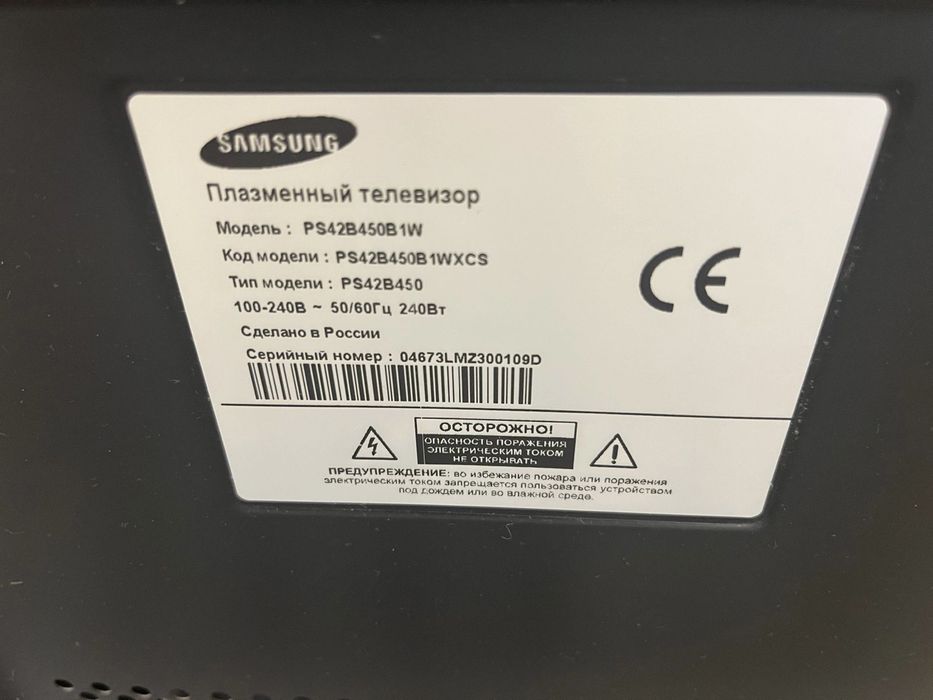 SAMSUNG
Плазменный телевизор
Модель : PS42B450B1W
Код модели : PS42B450B1WXCS
Тип модели : PS42B450
100-240В ~ 50/60Гц 240Вт
Сделано в России
Серийный номер : 04673LMZ300109D
CE
ОСТОРОЖНО!
ОПАСНОСТЬ ПОРАЖЕНИЯ
ЭЛЕКТРИЧЕСКИМ ТОКОМ
НЕ ОТКРЫВАТЬ
ПРЕДУПРЕЖДЕНИЕ: во избежание пожара или поражения
электрическим током запрещается пользоваться устройством
под дождем или во влажной среде.